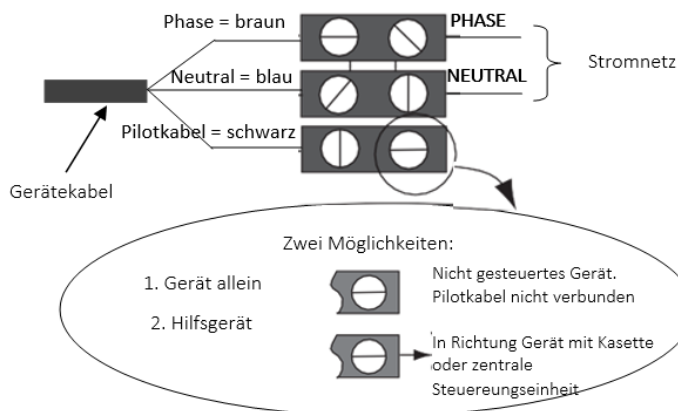 Phase = braun
PHASE
Neutral = blau
NEUTRAL
Stromnetz
Pilotkabel = schwarz
Gerätekabel
Zwei Möglichkeiten:
1. Gerät allein
Nicht gesteuertes Gerät.
Pilotkabel nicht verbunden
2. Hilfsgerät
In Richtung Gerät mit Kasette
oder zentrale
Steuereungseinheit